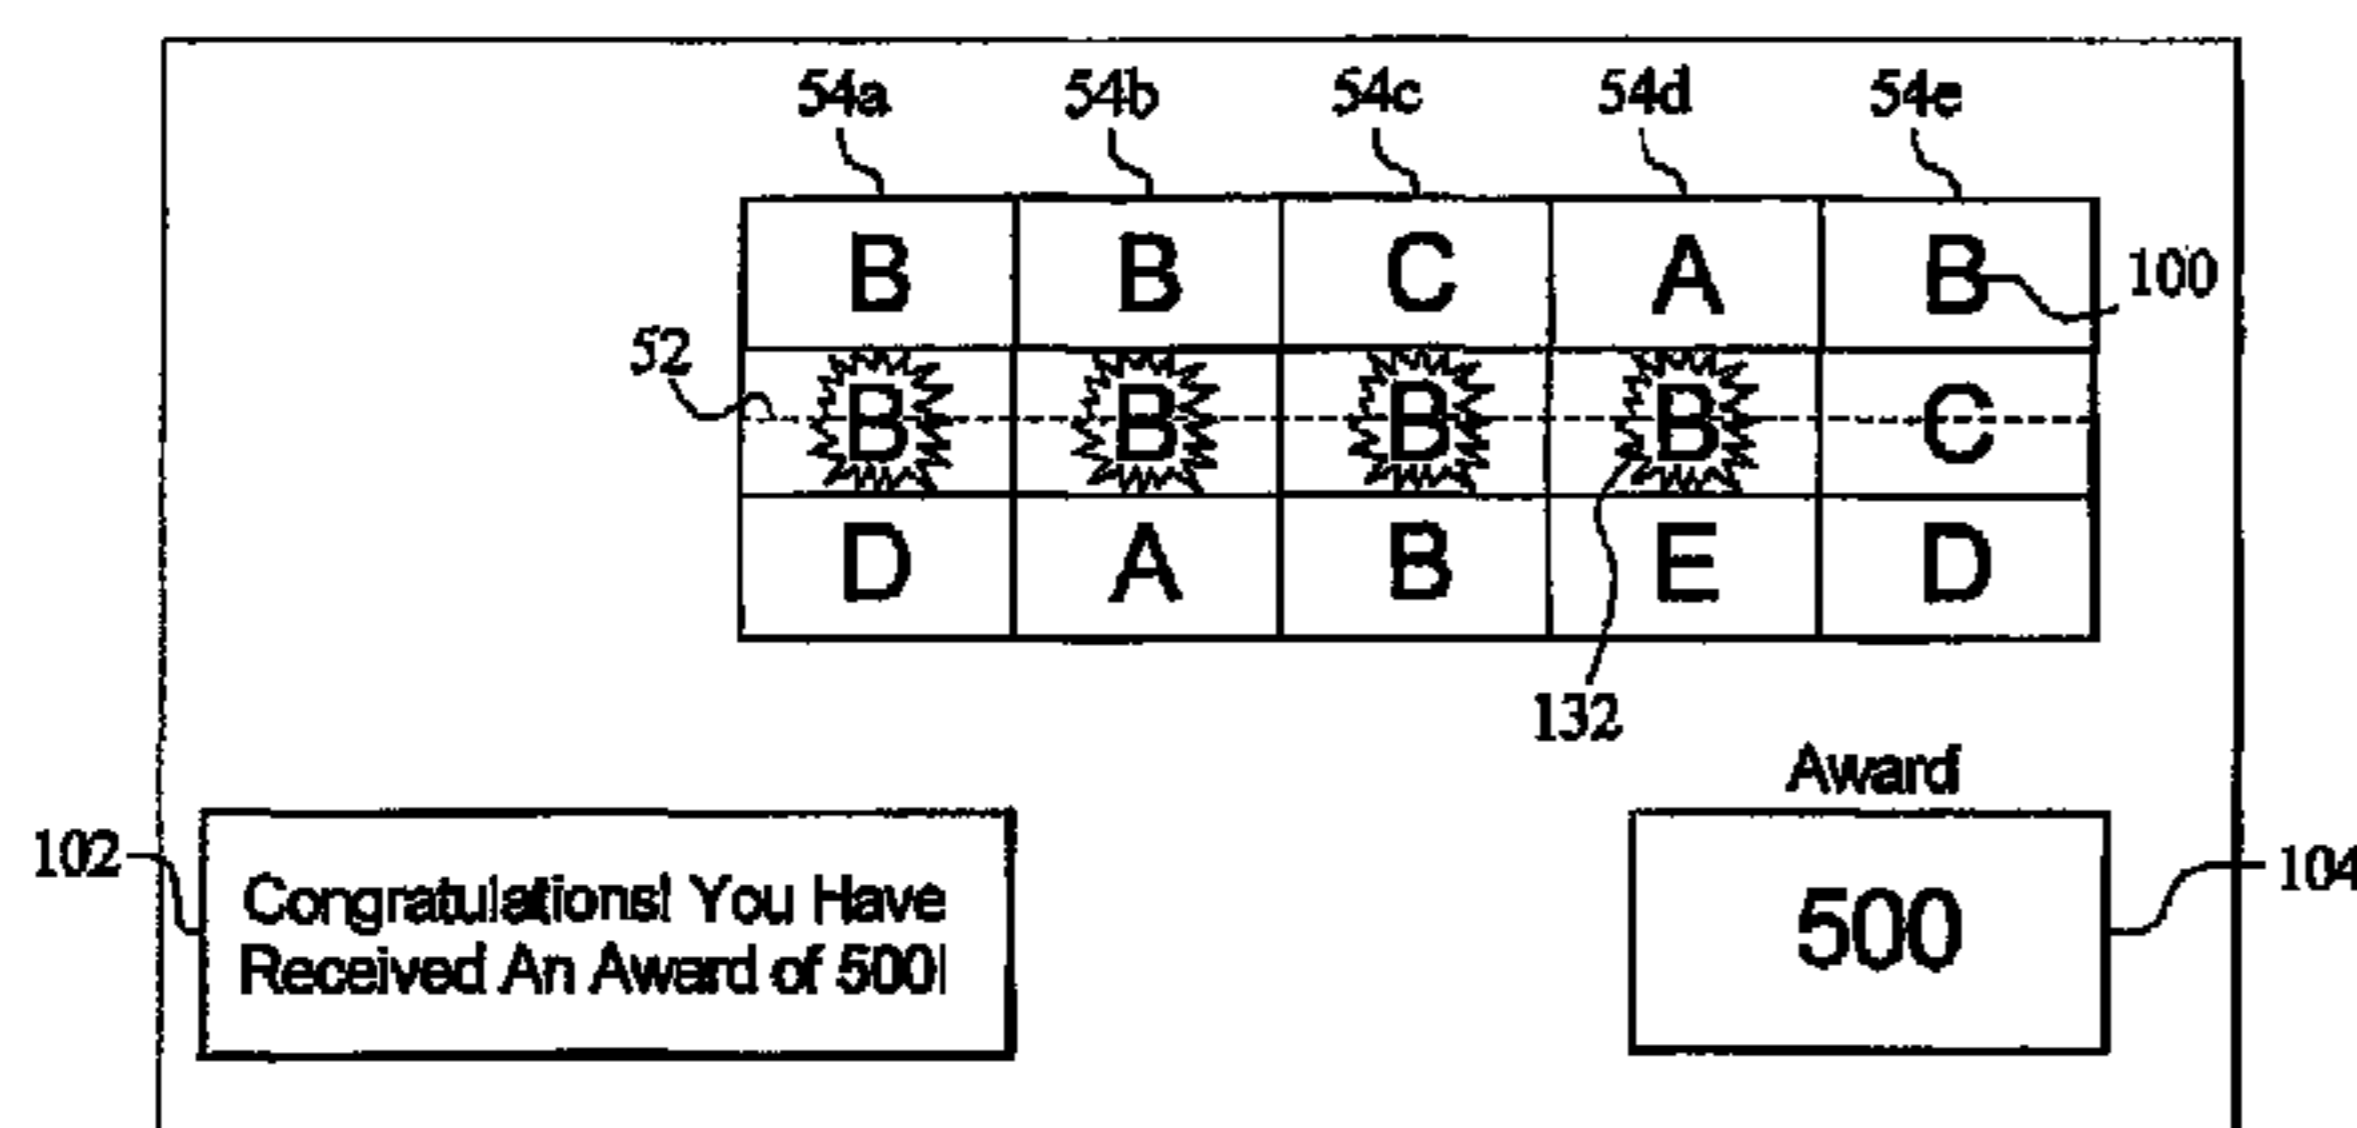 54a 54b 54c 54d 54e
B B C A B 100
52
B B B B C
D A B E D
132
Award
102
104
Congratulations! You Have
Received An Award of 500!
500